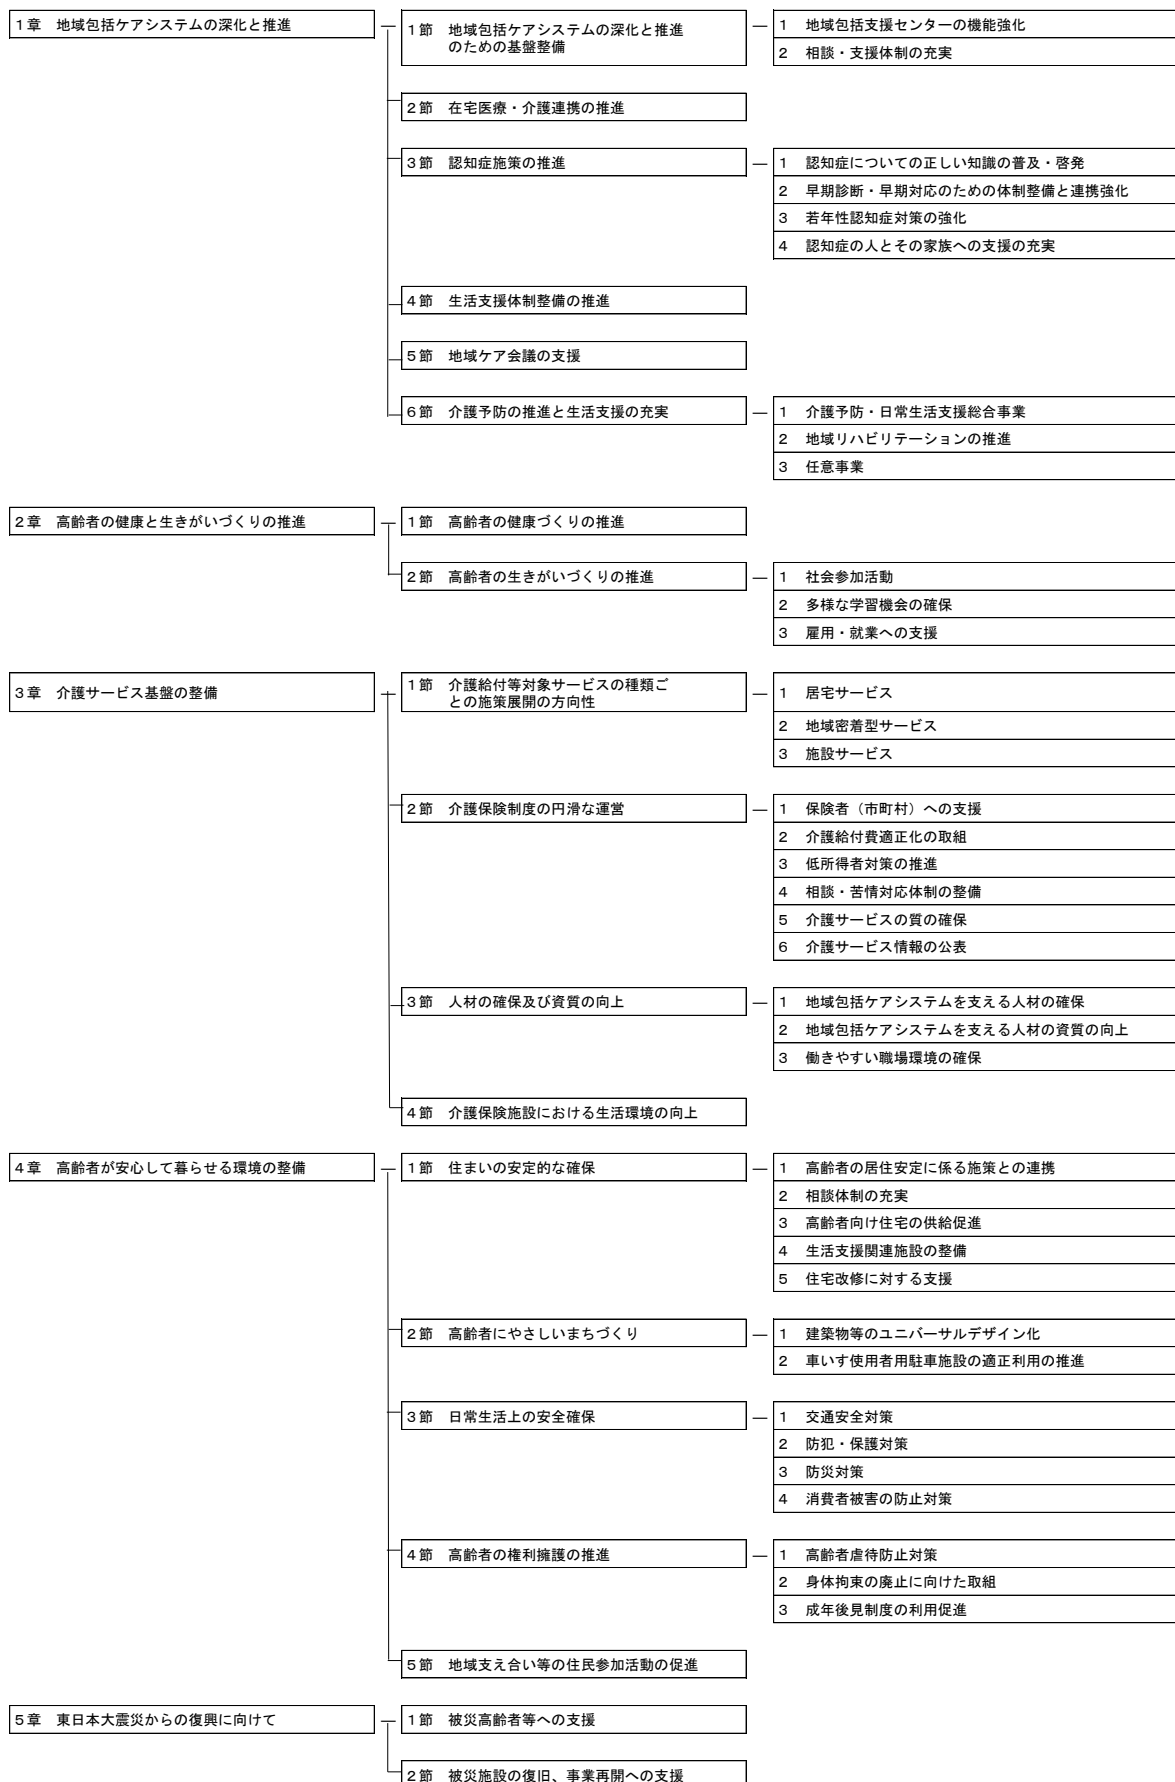 1章　地域包括ケアシステムの深化と推進
1節　地域包括ケアシステムの深化と推進
のための基盤整備
1　地域包括支援センターの機能強化
2　相談・支援体制の充実
2節　在宅医療・介護連携の推進
3節　認知症施策の推進
1　認知症についての正しい知識の普及・啓発
2　早期診断・早期対応のための体制整備と連携強化
3　若年性認知症対策の強化
4　認知症の人とその家族への支援の充実
4節　生活支援体制整備の推進
5節　地域ケア会議の支援
6節　介護予防の推進と生活支援の充実
1　介護予防・日常生活支援総合事業
2　地域リハビリテーションの推進
3　任意事業
2章　高齢者の健康と生きがいづくりの推進
1節　高齢者の健康づくりの推進
2節　高齢者の生きがいづくりの推進
1　社会参加活動
2　多様な学習機会の確保
3　雇用・就業への支援
3章　介護サービス基盤の整備
1節　介護給付等対象サービスの種類ご
との施策展開の方向性
1　居宅サービス
2　地域密着型サービス
3　施設サービス
2節　介護保険制度の円滑な運営
1　保険者（市町村）への支援
2　介護給付費適正化の取組
3　低所得者対策の推進
4　相談・苦情対応体制の整備
5　介護サービスの質の確保
6　介護サービス情報の公表
3節　人材の確保及び資質の向上
1　地域包括ケアシステムを支える人材の確保
2　地域包括ケアシステムを支える人材の資質の向上
3　働きやすい職場環境の確保
4節　介護保険施設における生活環境の向上
4章　高齢者が安心して暮らせる環境の整備
1節　住まいの安定的な確保
1　高齢者の居住安定に係る施策との連携
2　相談体制の充実
3　高齢者向け住宅の供給促進
4　生活支援関連施設の整備
5　住宅改修に対する支援
2節　高齢者にやさしいまちづくり
1　建築物等のユニバーサルデザイン化
2　車いす使用者用駐車施設の適正利用の推進
3節　日常生活上の安全確保
1　交通安全対策
2　防犯・保護対策
3　防災対策
4　消費者被害の防止対策
4節　高齢者の権利擁護の推進
1　高齢者虐待防止対策
2　身体拘束の廃止に向けた取組
3　成年後見制度の利用促進
5節　地域支え合い等の住民参加活動の促進
5章　東日本大震災からの復興に向けて
1節　被災高齢者等への支援
2節　被災施設の復旧、事業再開への支援